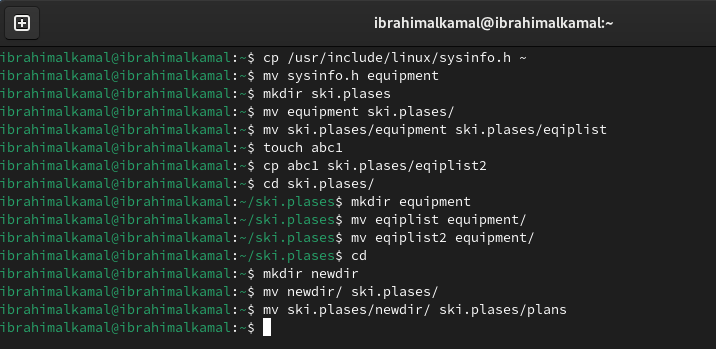 ibrahimalkamal@ibrahimalkamal:~
ibrahimalkamal@ibrahimalkamal:~$ cp /usr/include/linux/sysinfo.h ~
ibrahimalkamal@ibrahimalkamal:~$ mv sysinfo.h equipment
ibrahimalkamal@ibrahimalkamal:~$ mkdir ski.plases
ibrahimalkamal@ibrahimalkamal:~$ mv equipment ski.plases/
ibrahimalkamal@ibrahimalkamal:~$ mv ski.plases/equipment ski.plases/eqiplist
ibrahimalkamal@ibrahimalkamal:~$ touch abc1
ibrahimalkamal@ibrahimalkamal:~$ cp abc1 ski.plases/eqiplist2
ibrahimalkamal@ibrahimalkamal:~$ cd ski.plases/
ibrahimalkamal@ibrahimalkamal:~/ski.plases$ mkdir equipment
ibrahimalkamal@ibrahimalkamal:~/ski.plases$ mv eqiplist equipment/
ibrahimalkamal@ibrahimalkamal:~/ski.plases$ mv eqiplist2 equipment/
ibrahimalkamal@ibrahimalkamal:~/ski.plases$ cd
ibrahimalkamal@ibrahimalkamal:~$ mkdir newdir
ibrahimalkamal@ibrahimalkamal:~$ mv newdir/ ski.plases/
ibrahimalkamal@ibrahimalkamal:~$ mv ski.plases/newdir/ ski.plases/plans
ibrahimalkamal@ibrahimalkamal:~$